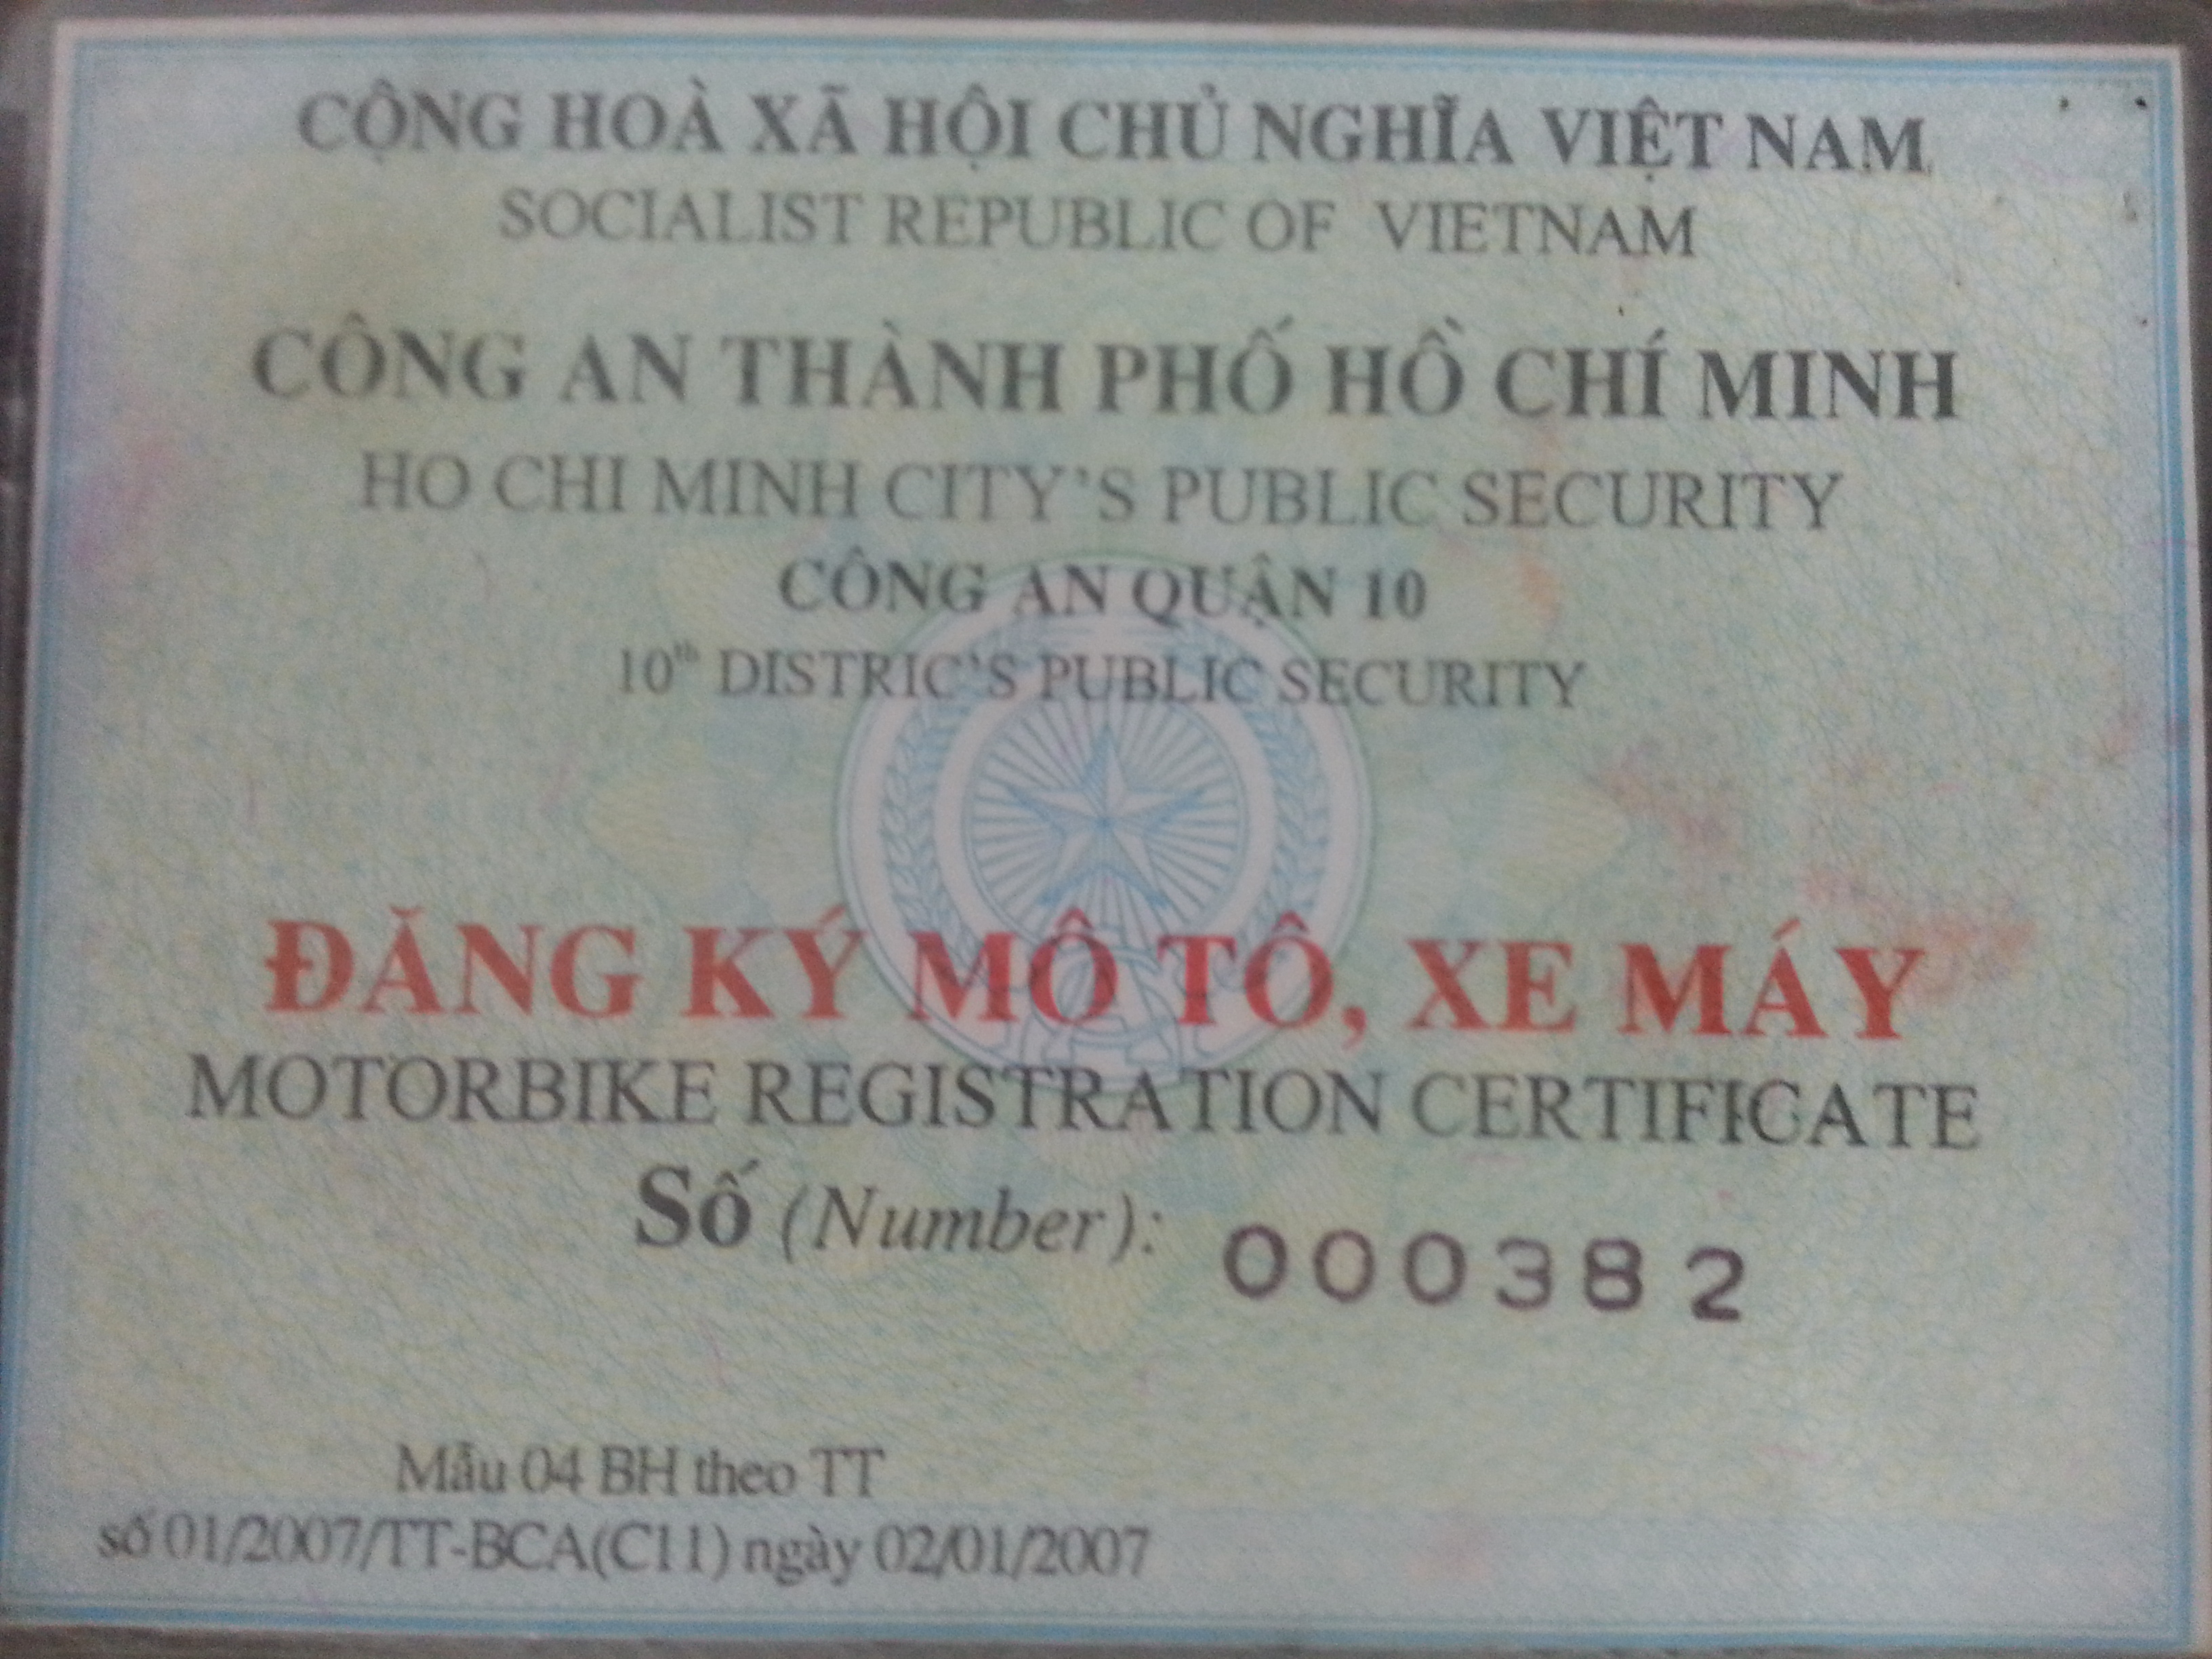 CỘNG HOÀ XÃ HỘI CHỦ NGHĨA VIỆT NAM
SOCIALIST REPUBLIC OF VIETNAM
CÔNG AN THÀNH PHỐ HỒ CHÍ MINH
HO CHI MINH CITY'S PUBLIC SECURITY
CÔNG AN QUẬN 10
10th DISTRIC'S PUBLIC SECURITY
ĐĂNG KÝ MÔ TÔ, XE MÁY
MOTORBIKE REGISTRATION CERTIFICATE
Số (Number): 000382
Mẫu 04 BH theo TT
số 01/2007/TT-BCA(C11) ngày 02/01/2007